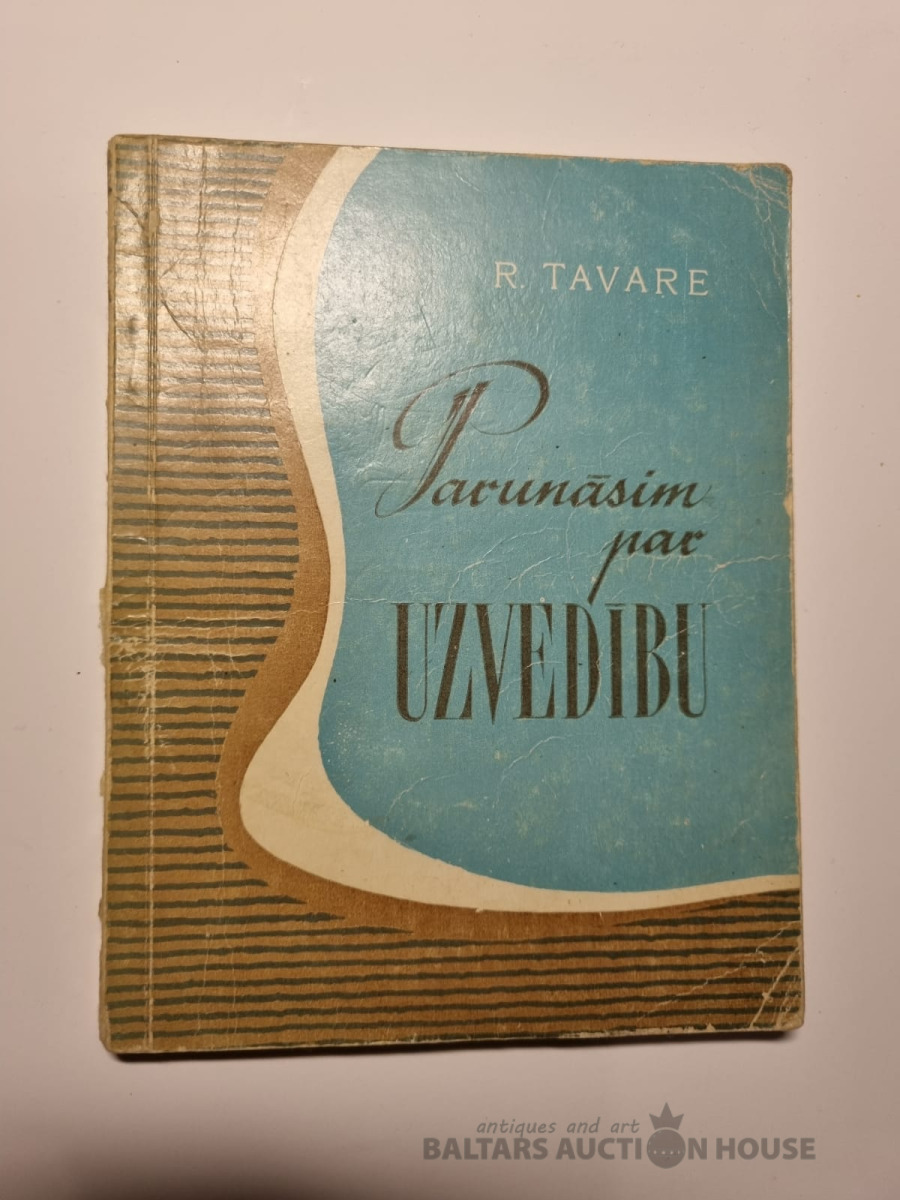 R. TAVARE
Parunāsim
par
UZVEDĪBU
antiques and art
BALTARS AUCTION HOUSE